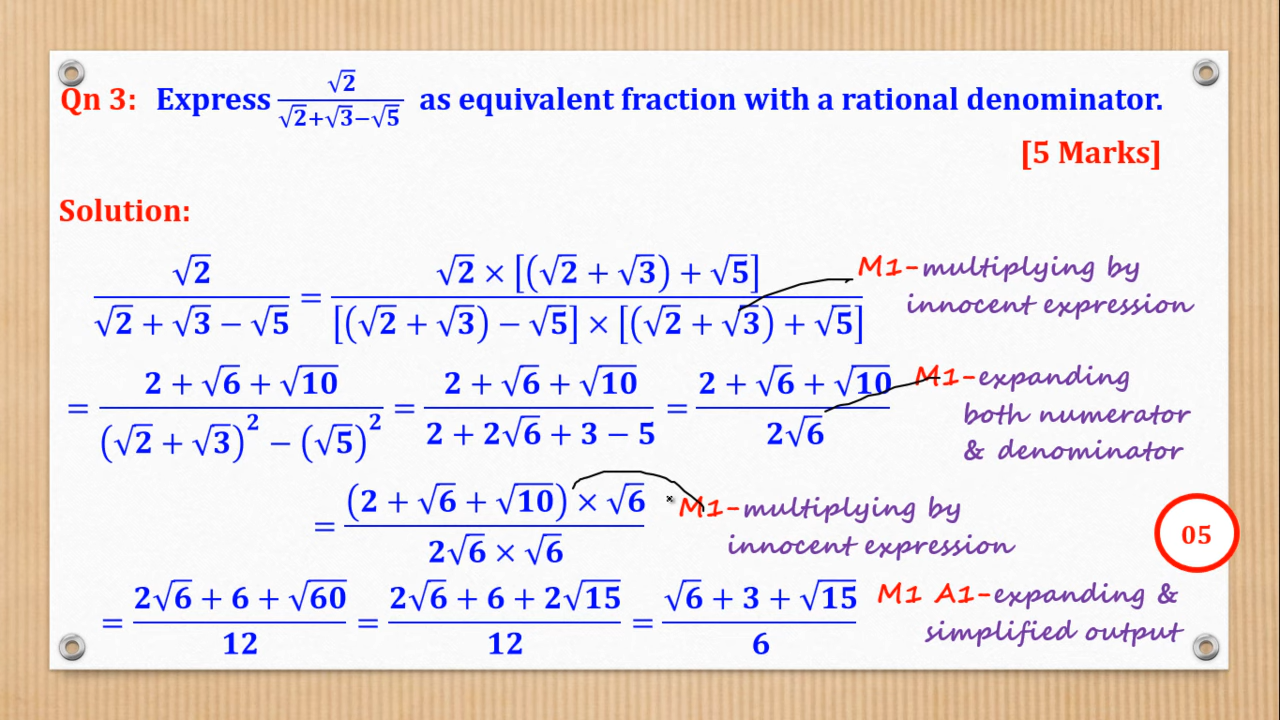 Qn 3: Express √2/(√2+√3−√5) as equivalent fraction with a rational denominator.
[5 Marks]
Solution:
√2/(√2 + √3 − √5) = (√2 × [(√2 + √3) + √5])/([(√2 + √3) − √5] × [(√2 + √3) + √5]) M1-multiplying by
innocent expression
= (2 + √6 + √10)/((√2 + √3)² − (√5)²) = (2 + √6 + √10)/(2 + 2√6 + 3 − 5) = (2 + √6 + √10)/(2√6) M1-expanding
both numerator
& denominator
= ((2 + √6 + √10) × √6)/(2√6 × √6) M1-multiplying by
innocent expression
05
= (2√6 + 6 + √60)/12 = (2√6 + 6 + 2√15)/12 = (√6 + 3 + √15)/6 M1 A1-expanding &
simplified output